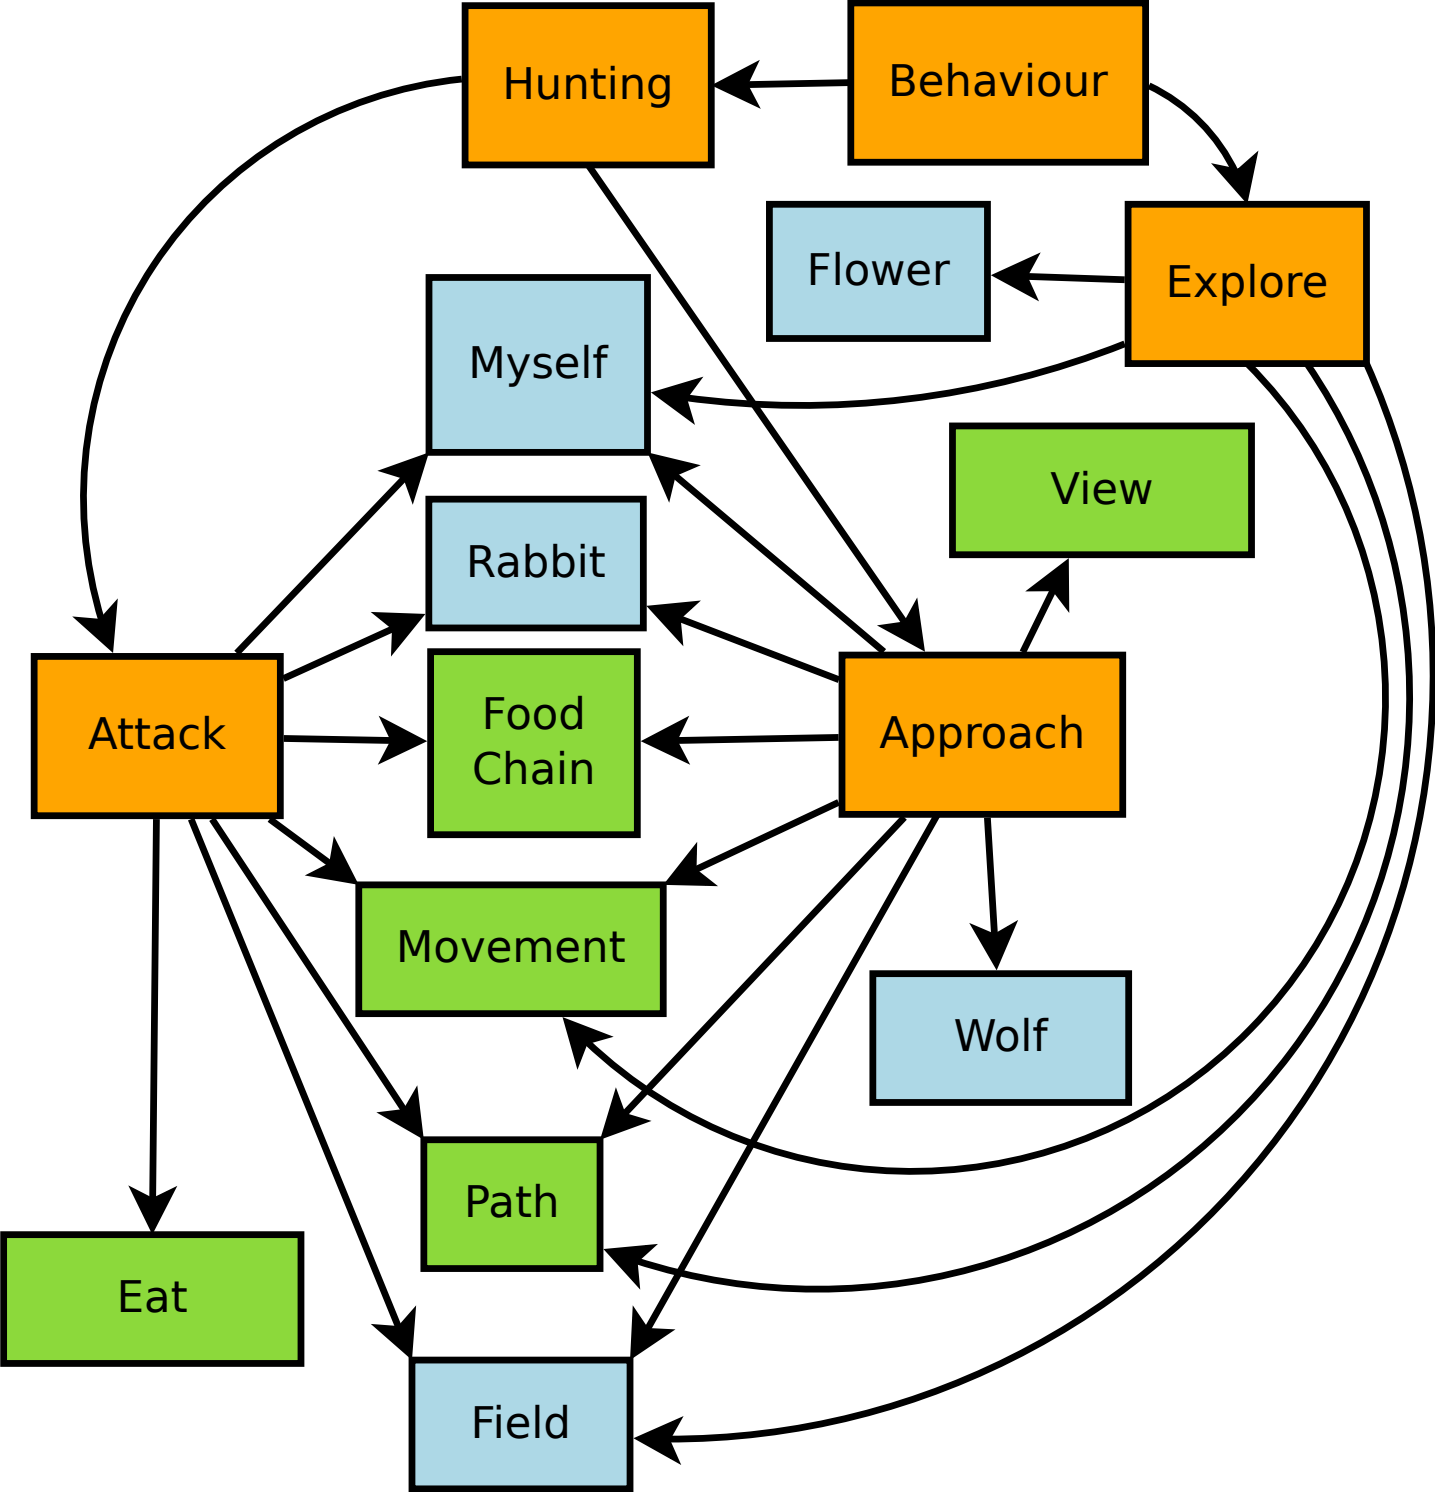 Hunting
Behaviour
Flower
Explore
Myself
View
Rabbit
Attack
Food
Chain
Approach
Movement
Wolf
Path
Eat
Field